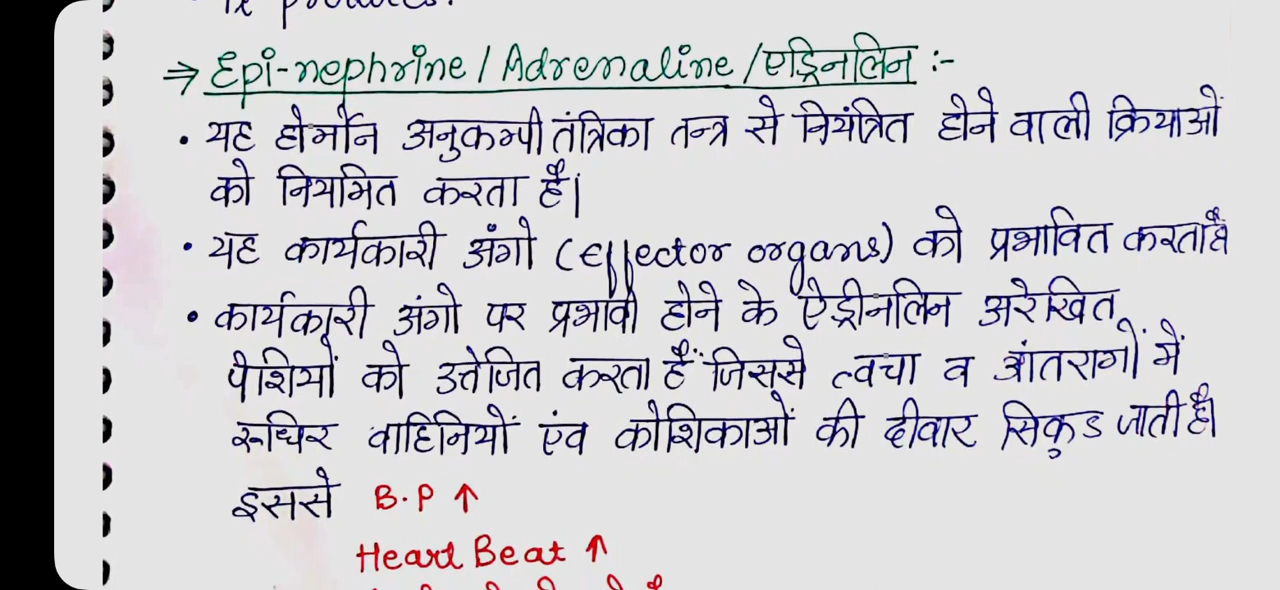 ⇒ Epi-nephrine / Adrenaline / एड्रिनलिन :-
• यह होर्मोन अनुकम्पी तंत्रिका तन्त्र से नियंत्रित होने वाली क्रियाओं
को नियमित करता है।
• यह कार्यकारी अंगो (Effector organs) को प्रभावित करता है
• कार्यकारी अंगो पर प्रभावी होने के ऐड्रीनलिन अरेखित
पेशियों को उत्तेजित करता है जिससे त्वचा व आंतरागों में
रूधिर वाहिनियों एंव कोशिकाओं की दीवार सिकुड जाती है।
इससे B.P ↑
Heart Beat ↑